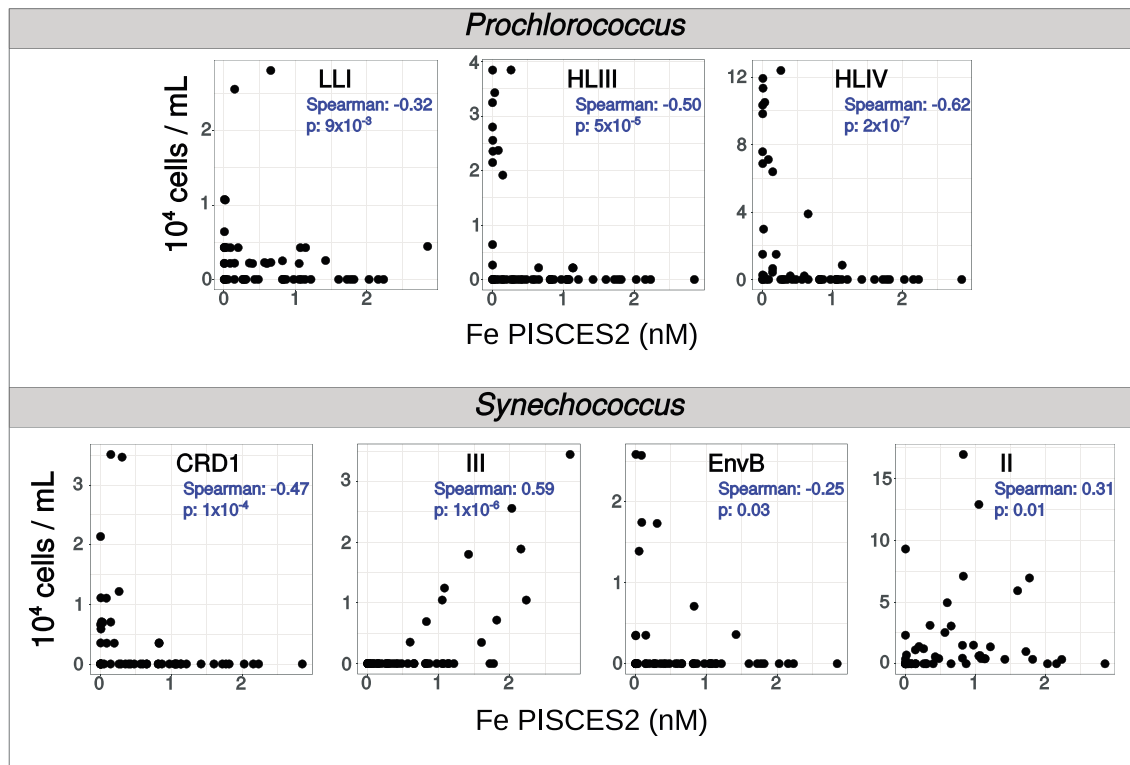 Prochlorococcus
10⁴ cells / mL
LLI
Spearman: -0.32
p: 9x10⁻³
2
1
0
0 1 2
HLIII
Spearman: -0.50
p: 5x10⁻⁵
4
3
2
1
0
0 1 2
HLIV
Spearman: -0.62
p: 2x10⁻⁷
12
8
4
0
0 1 2
Fe PISCES2 (nM)
Synechococcus
10⁴ cells / mL
CRD1
Spearman: -0.47
p: 1x10⁻⁴
3
2
1
0
0 1 2
III
Spearman: 0.59
p: 1x10⁻⁶
3
2
1
0
0 1 2
EnvB
Spearman: -0.25
p: 0.03
2
1
0
0 1 2
II
Spearman: 0.31
p: 0.01
15
10
5
0
0 1 2
Fe PISCES2 (nM)